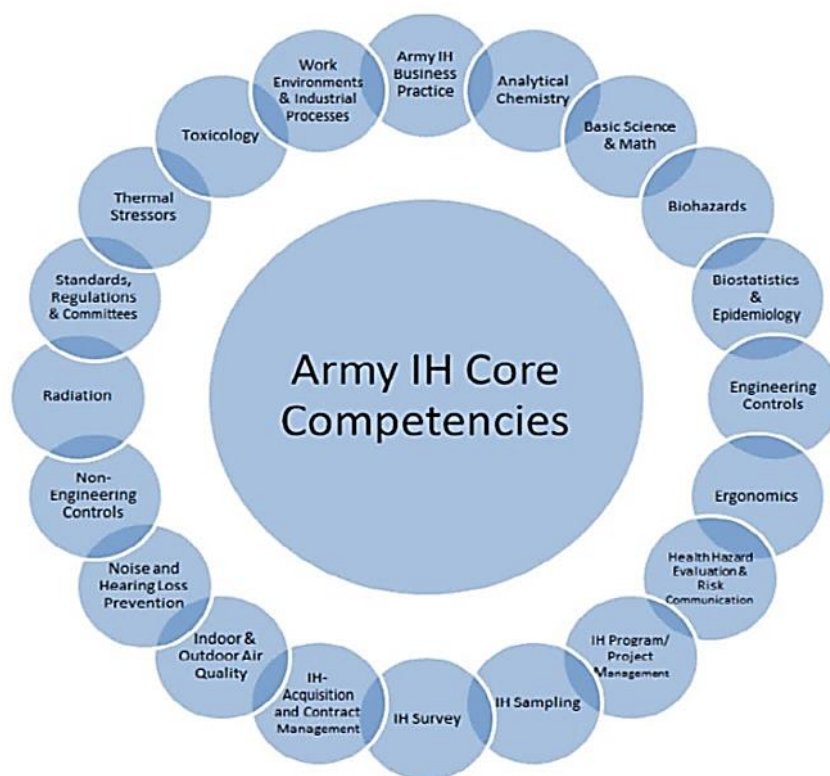 Army IH Core
Competencies
Army IH
Business
Practice
Analytical
Chemistry
Basic Science
& Math
Biohazards
Biostatistics
&
Epidemiology
Engineering
Controls
Ergonomics
Health Hazard
Evaluation &
Risk
Communication
IH Program/
Project
Management
IH Sampling
IH Survey
IH-
Acquisition
and Contract
Management
Indoor &
Outdoor Air
Quality
Noise and
Hearing Loss
Prevention
Non-
Engineering
Controls
Radiation
Standards,
Regulations
& Committees
Thermal
Stressors
Toxicology
Work
Environments
& Industrial
Processes